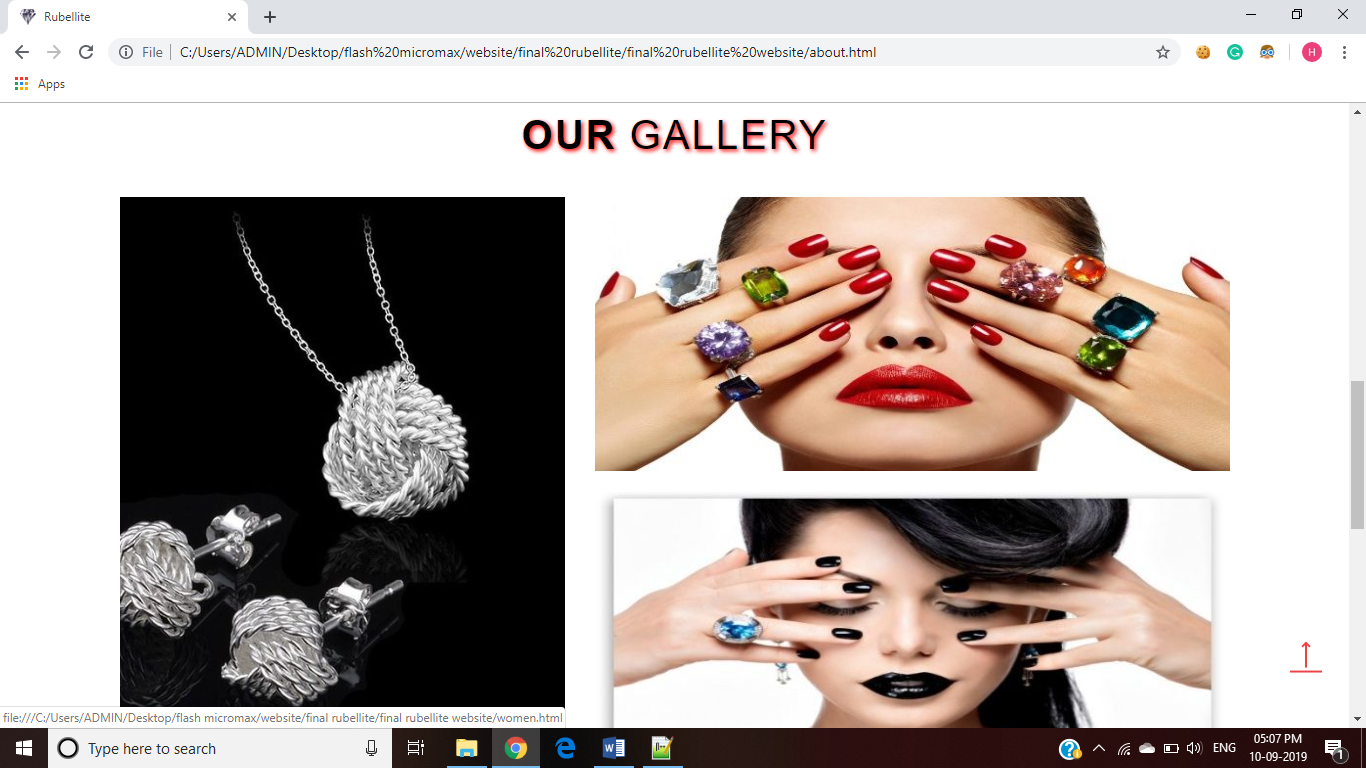 Rubellite
File
C:/Users/ADMIN/Desktop/flash%20micromax/website/final%20rubellite/final%20rubellite%20website/about.html
H
Apps
OUR GALLERY
file:///C:/Users/ADMIN/Desktop/flash micromax/website/final rubellite/final rubellite website/women.html
Type here to search
ENG
05:07 PM
10-09-2019
1